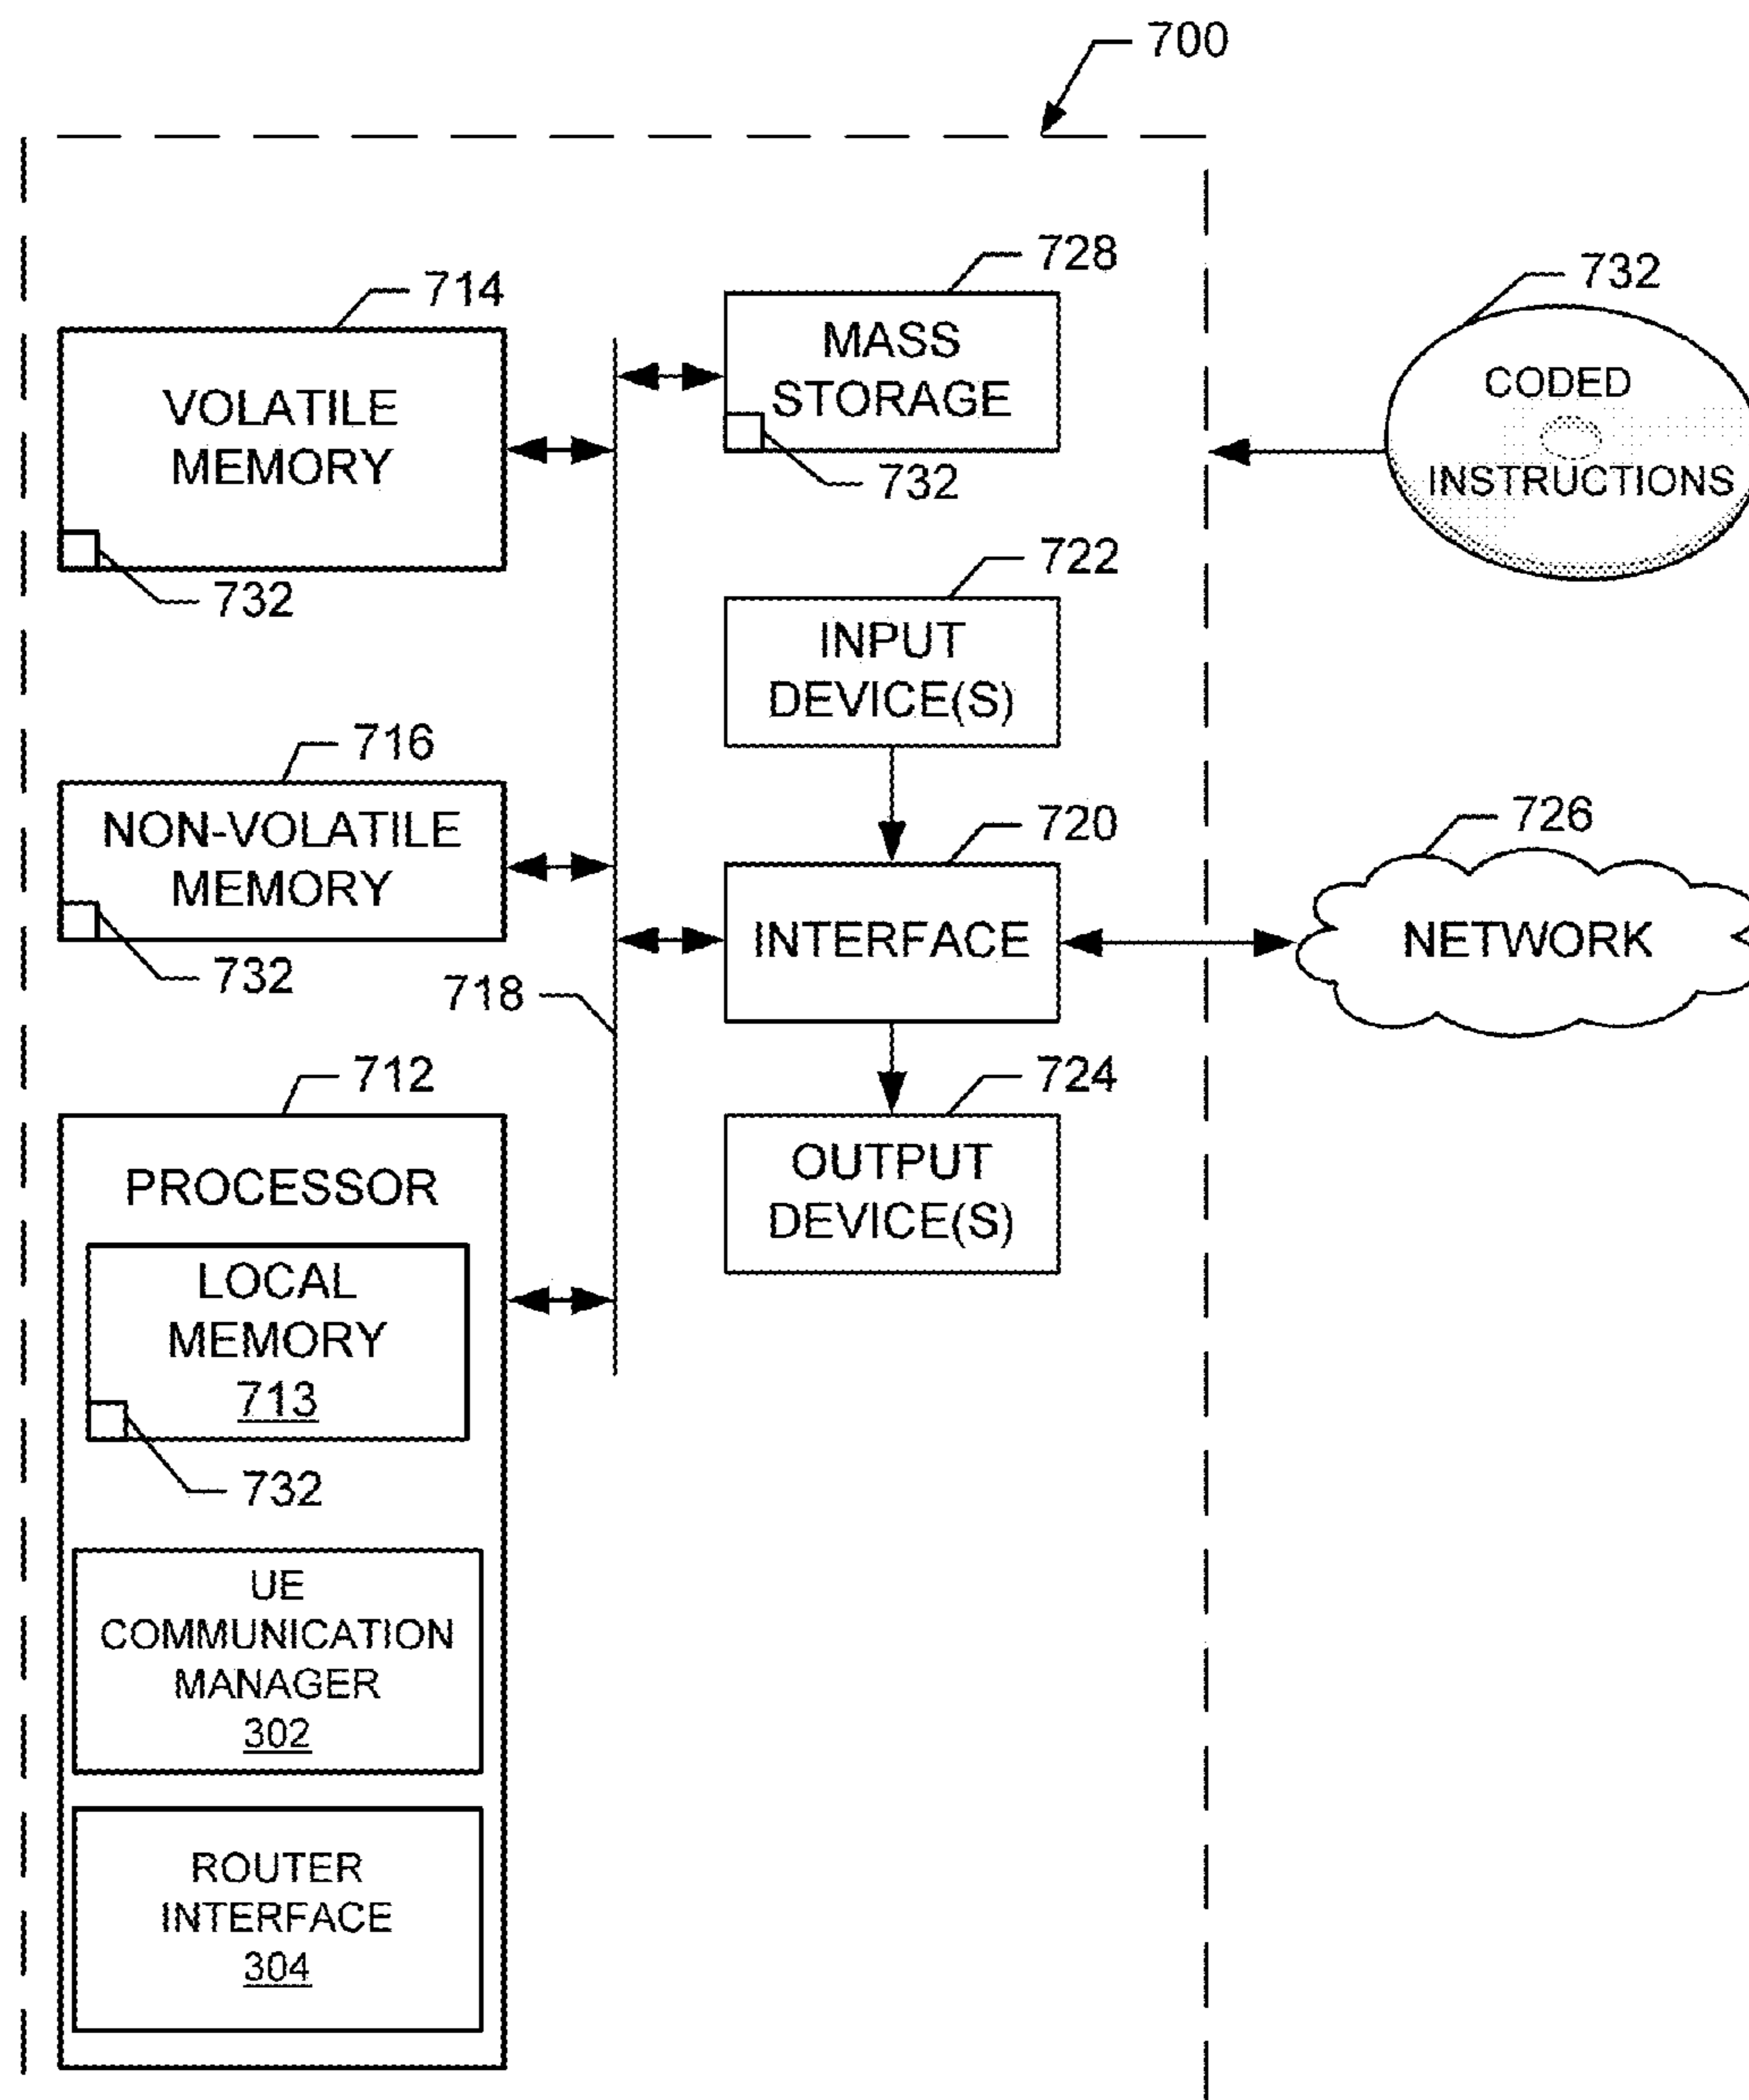 700
714
VOLATILE
MEMORY
732
728
MASS
STORAGE
732
732
CODED
INSTRUCTIONS
722
INPUT
DEVICE(S)
716
NON-VOLATILE
MEMORY
732
718
720
INTERFACE
726
NETWORK
712
PROCESSOR
LOCAL
MEMORY
713
732
724
OUTPUT
DEVICE(S)
UE
COMMUNICATION
MANAGER
302
ROUTER
INTERFACE
304